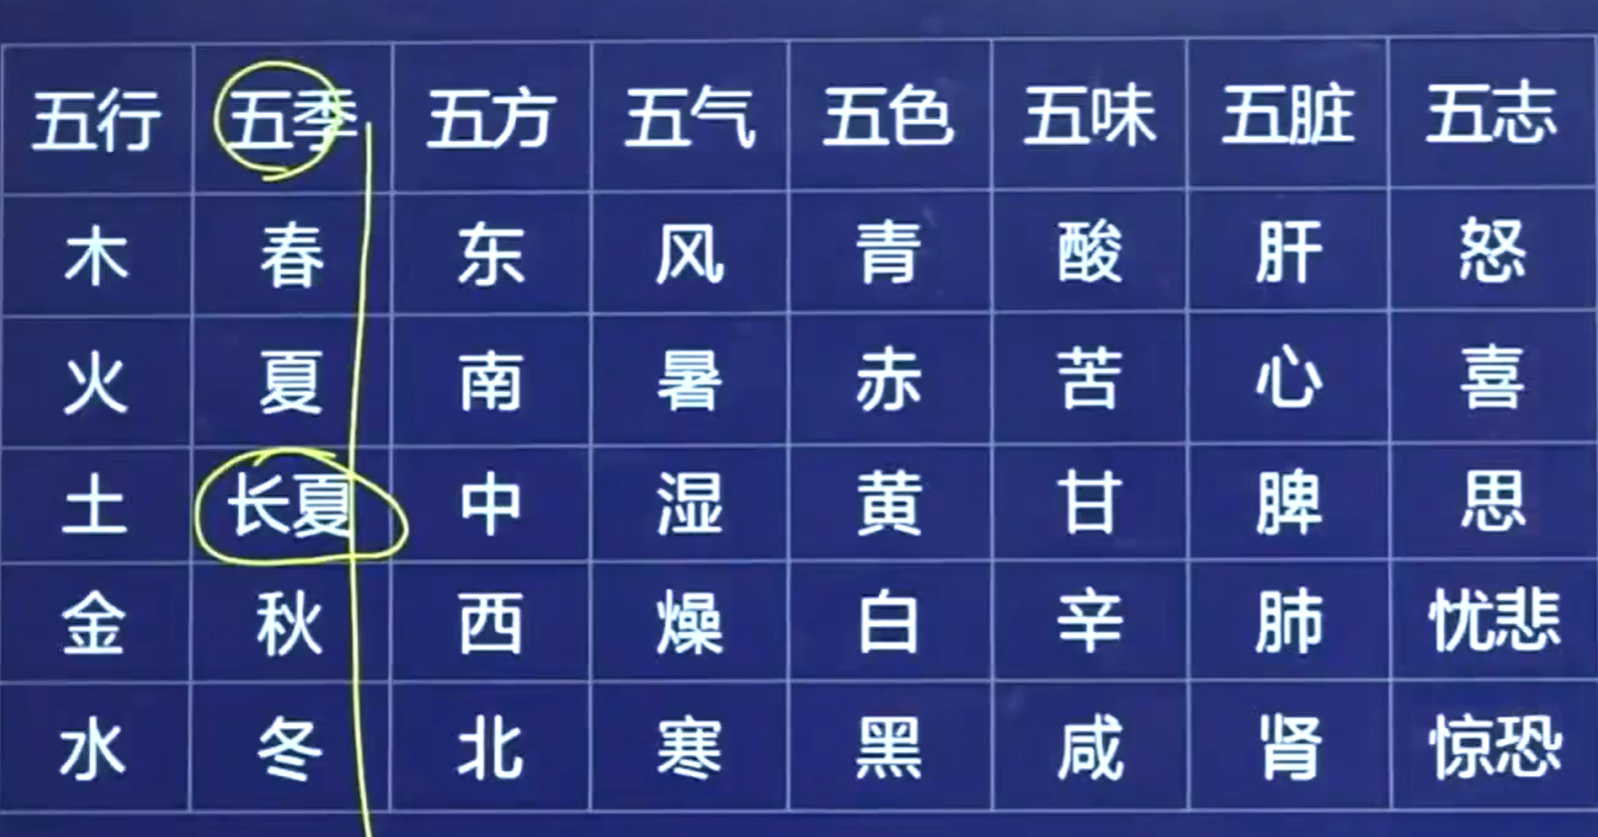 五行 五季 五方 五气 五色 五味 五脏 五志
木 春 东 风 青 酸 肝 怒
火 夏 南 暑 赤 苦 心 喜
土 长夏 中 湿 黄 甘 脾 思
金 秋 西 燥 白 辛 肺 忧悲
水 冬 北 寒 黑 咸 肾 惊恐